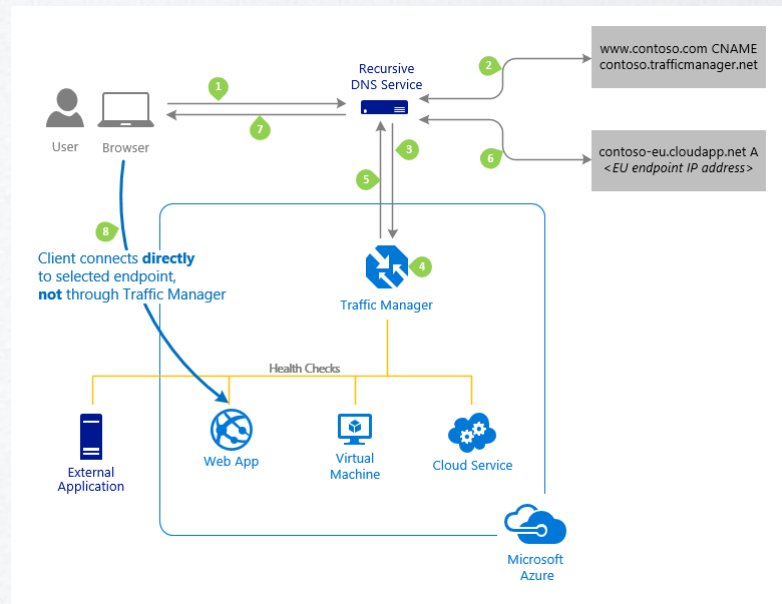 www.contoso.com CNAME
contoso.trafficmanager.net
2
Recursive
DNS Service
1
7
User
Browser
3
5
6
contoso-eu.cloudapp.net A
<EU endpoint IP address>
8
Client connects directly
to selected endpoint,
not through Traffic Manager
4
Traffic Manager
Health Checks
External
Application
Web App
Virtual
Machine
Cloud Service
Microsoft
Azure